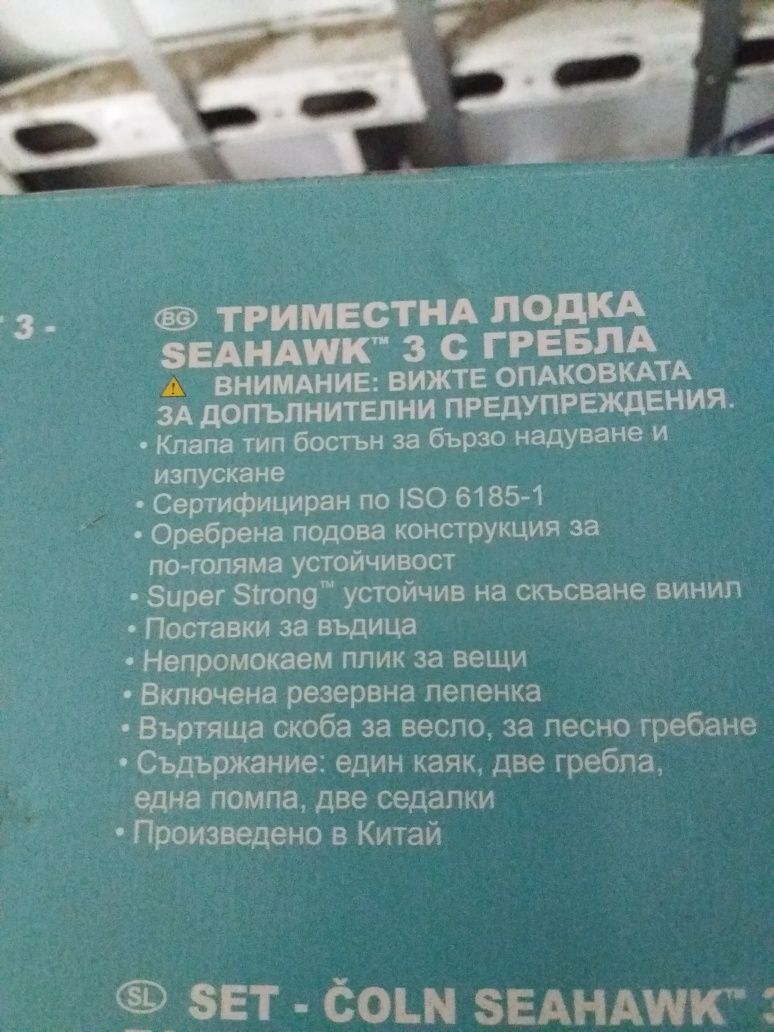 3 -
BG ТРИМЕСТНА ЛОДКА
SEAHAWK™ 3 С ГРЕБЛА
ВНИМАНИЕ: ВИЖТЕ ОПАКОВКАТА
ЗА ДОПЪЛНИТЕЛНИ ПРЕДУПРЕЖДЕНИЯ.
• Клапа тип бостън за бързо надуване и
изпускане
• Сертифициран по ISO 6185-1
• Оребрена подова конструкция за
по-голяма устойчивост
• Super Strong™ устойчив на скъсване винил
• Поставки за въдица
• Непромокаем плик за вещи
• Включена резервна лепенка
• Въртяща скоба за весло, за лесно гребане
• Съдържание: един каяк, две гребла,
една помпа, две седалки
• Произведено в Китай
SL SET - ČOLN SEAHAWK™ 3